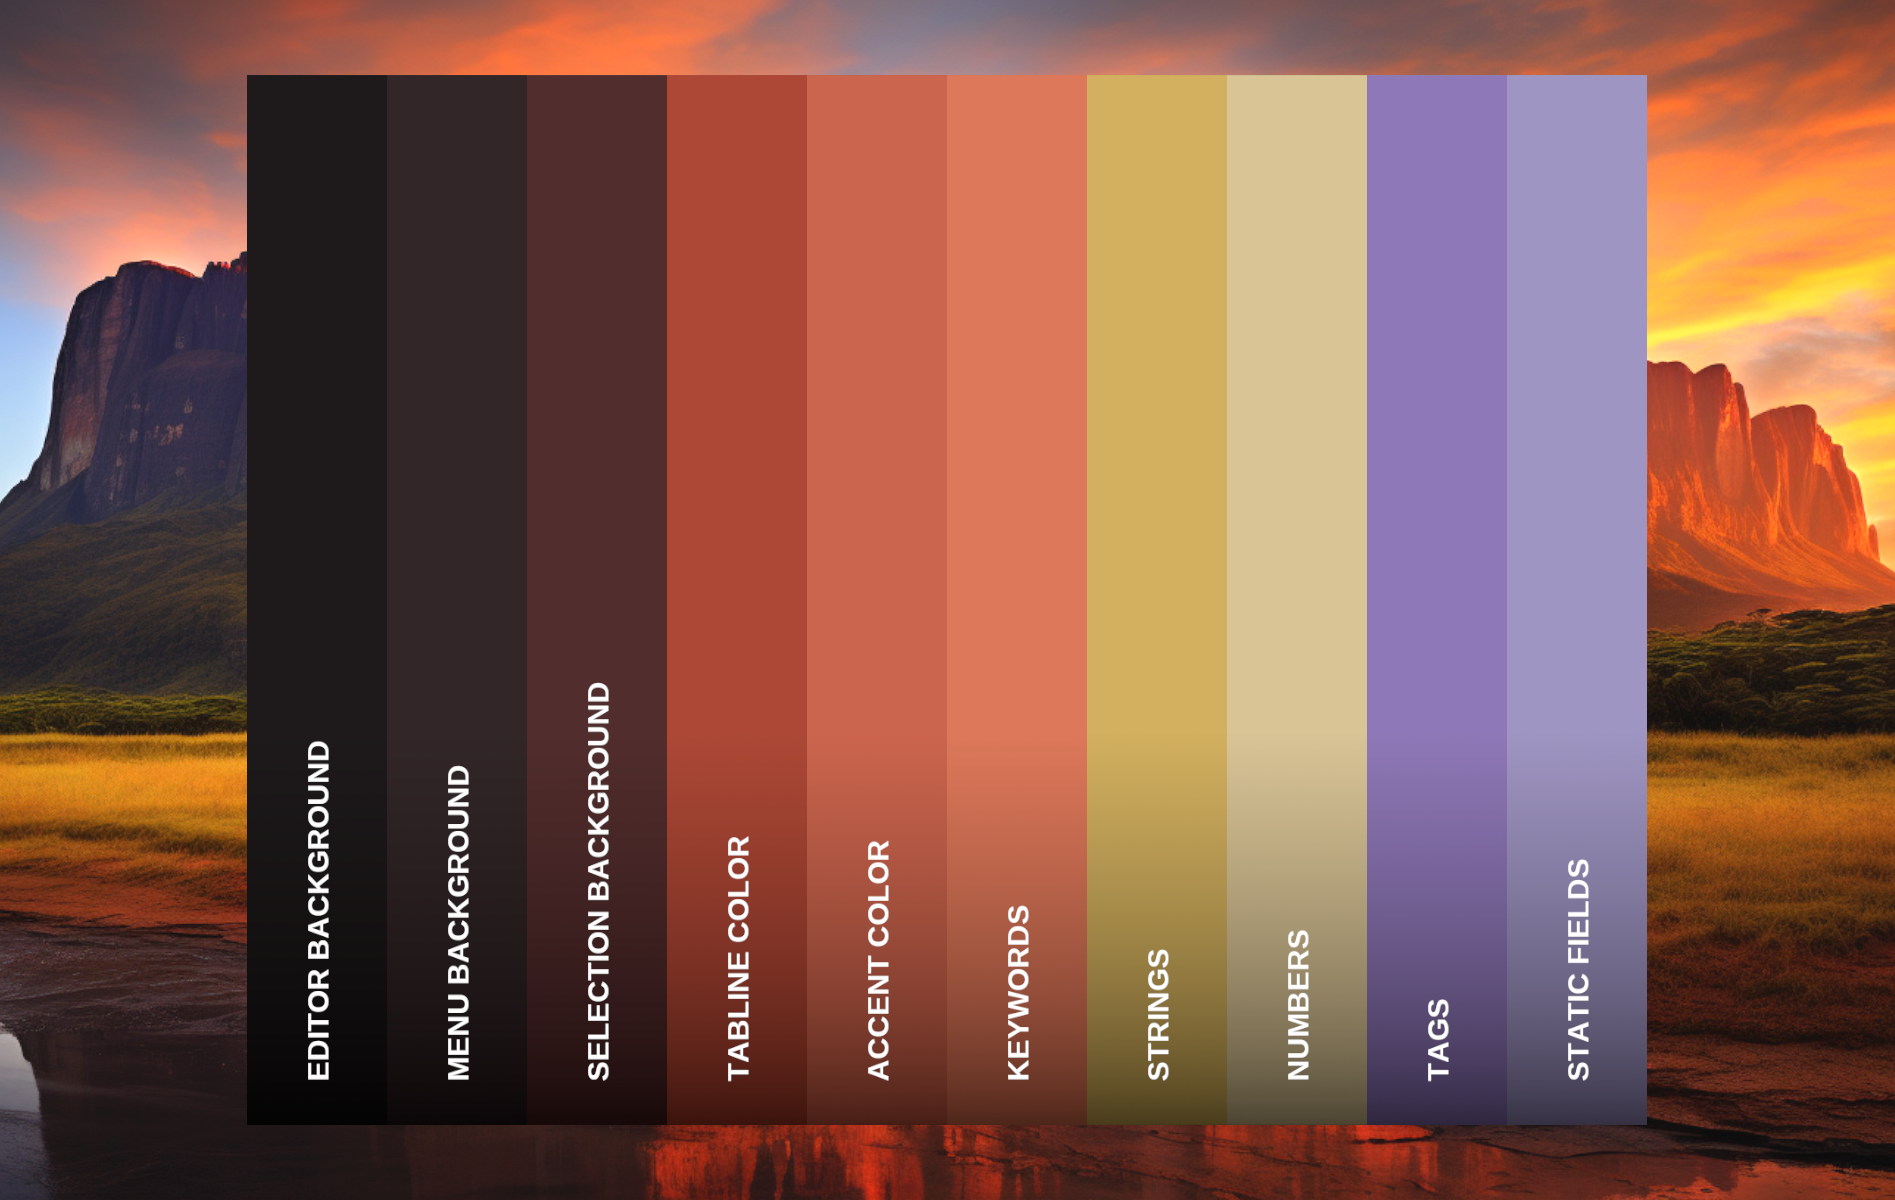 EDITOR BACKGROUND
MENU BACKGROUND
SELECTION BACKGROUND
TABLINE COLOR
ACCENT COLOR
KEYWORDS
STRINGS
NUMBERS
TAGS
STATIC FIELDS